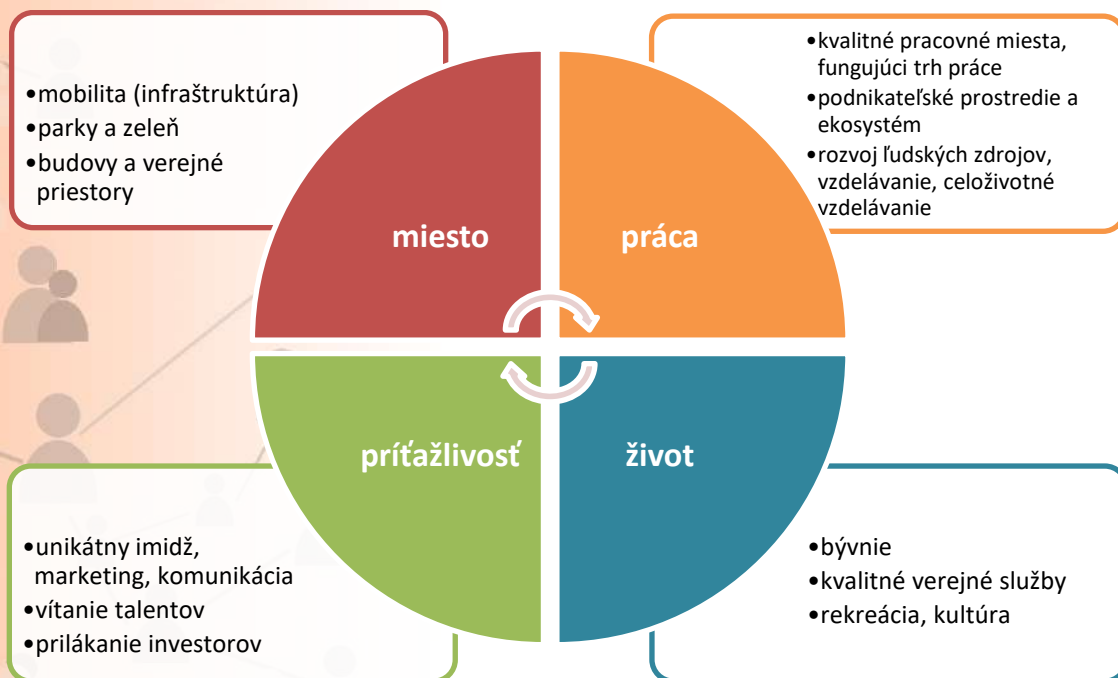 •mobilita (infraštruktúra)
•parky a zeleň
•budovy a verejné
priestory
•kvalitné pracovné miesta,
fungujúci trh práce
•podnikateľské prostredie a
ekosystém
•rozvoj ľudských zdrojov,
vzdelávanie, celoživotné
vzdelávanie
miesto
práca
príťažlivosť
život
•unikátny imidž,
marketing, komunikácia
•vítanie talentov
•prilákanie investorov
•bývnie
•kvalitné verejné služby
•rekreácia, kultúra